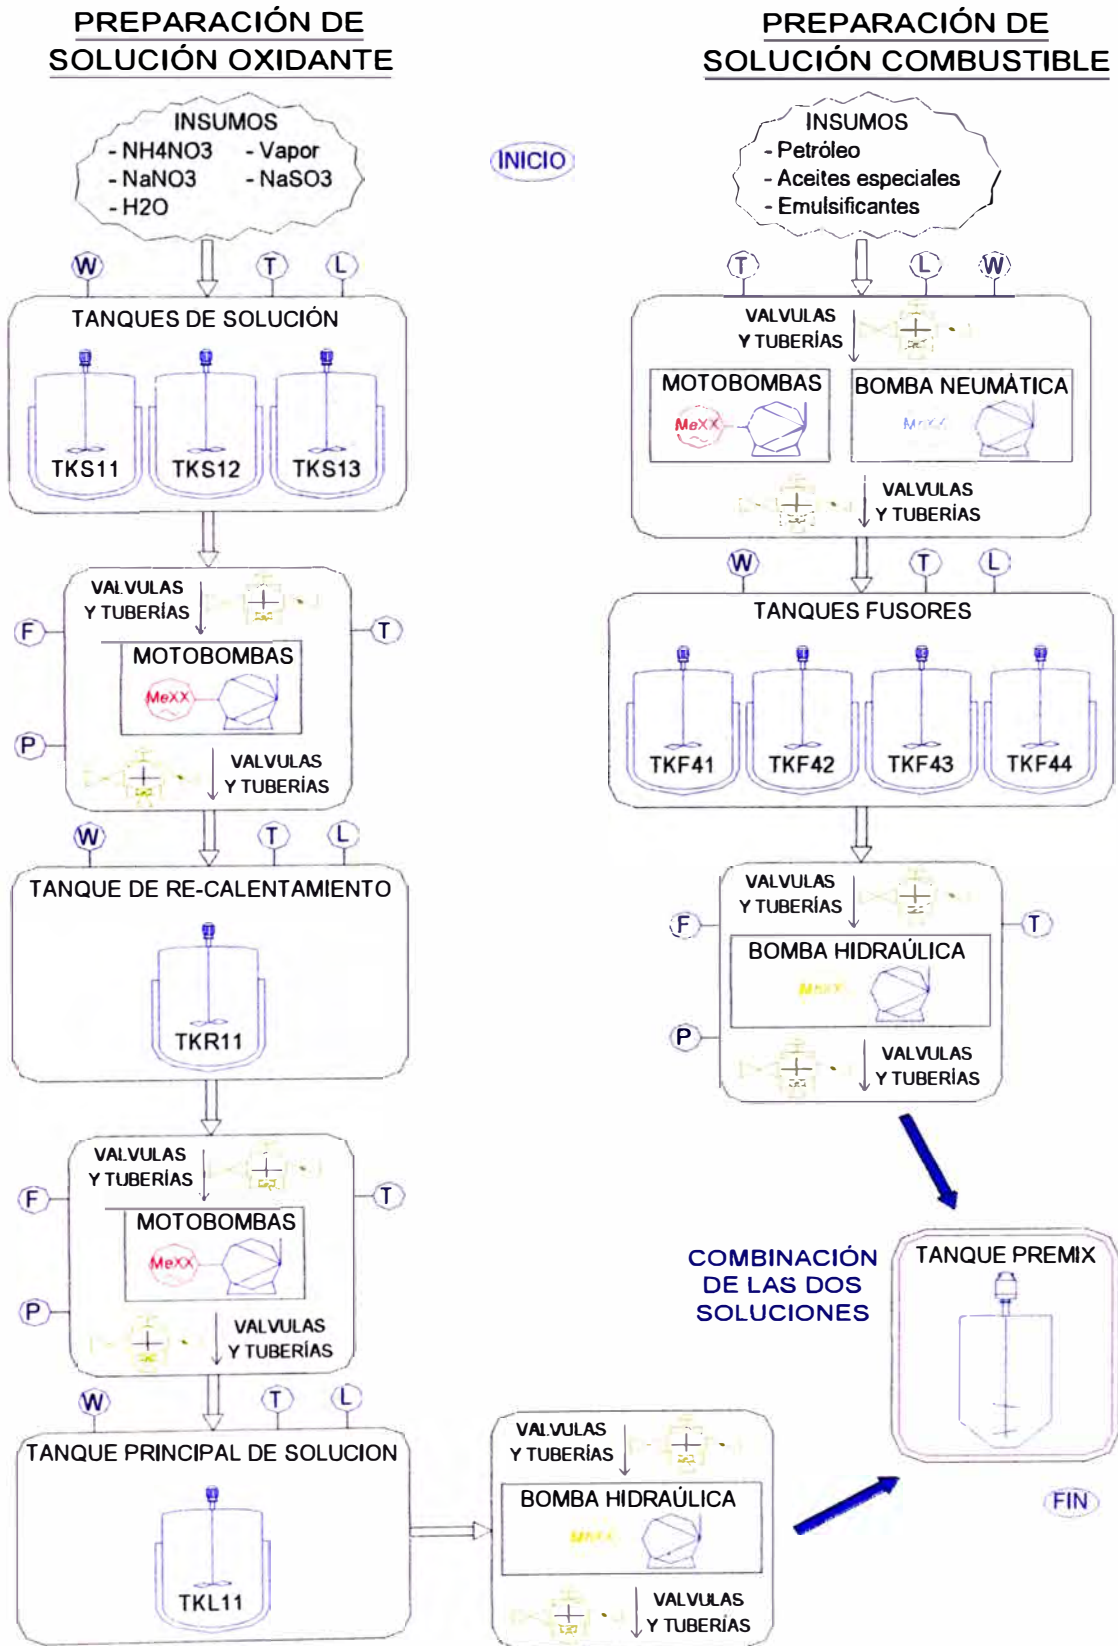 PREPARACIÓN DE
SOLUCIÓN OXIDANTE
INSUMOS
- NH4NO3 - Vapor
- NaNO3 - NaSO3
- H2O
W
T
L
TANQUES DE SOLUCIÓN
TKS11
TKS12
TKS13
VALVULAS
Y TUBERÍAS
F
T
MOTOBOMBAS
MeXX
P
VALVULAS
Y TUBERÍAS
W
T
L
TANQUE DE RE-CALENTAMIENTO
TKR11
VALVULAS
Y TUBERÍAS
F
T
MOTOBOMBAS
MeXX
P
VALVULAS
Y TUBERÍAS
W
T
L
TANQUE PRINCIPAL DE SOLUCION
TKL11
VALVULAS
Y TUBERÍAS
BOMBA HIDRAÚLICA
MhXX
VALVULAS
Y TUBERÍAS
INICIO
PREPARACIÓN DE
SOLUCIÓN COMBUSTIBLE
INSUMOS
- Petróleo
- Aceites especiales
- Emulsificantes
T
L
W
VALVULAS
Y TUBERÍAS
MOTOBOMBAS
MeXX
BOMBA NEUMÀTICA
MnXX
VALVULAS
Y TUBERÍAS
W
T
L
TANQUES FUSORES
TKF41
TKF42
TKF43
TKF44
VALVULAS
Y TUBERÍAS
F
T
BOMBA HIDRAÚLICA
MhXX
P
VALVULAS
Y TUBERÍAS
COMBINACIÓN
DE LAS DOS
SOLUCIONES
TANQUE PREMIX
FIN